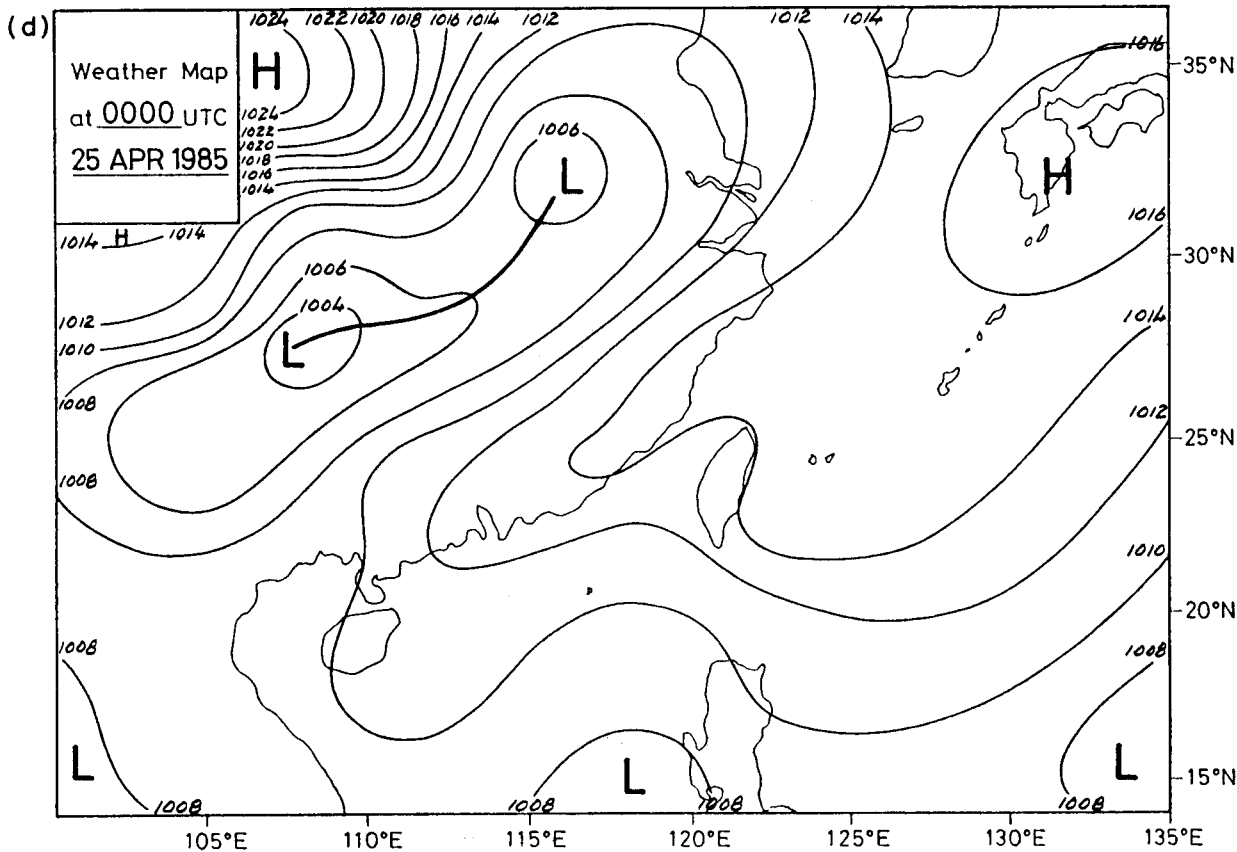 (d)
Weather Map
at 0000 UTC
25 APR 1985
1024 1022 1020 1018 1016 1014 1012
1012 1014
1016
H
35°N
1024
1022
1020
1018
1016
1014
1006
L
H
1014 H 1014
1016
30°N
1006
1004
1012
1010
L
1014
1008
1012
25°N
1008
1010
20°N
1008
1008
L
L
L
15°N
1008
1008
1008
1008
105°E 110°E 115°E 120°E 125°E 130°E 135°E